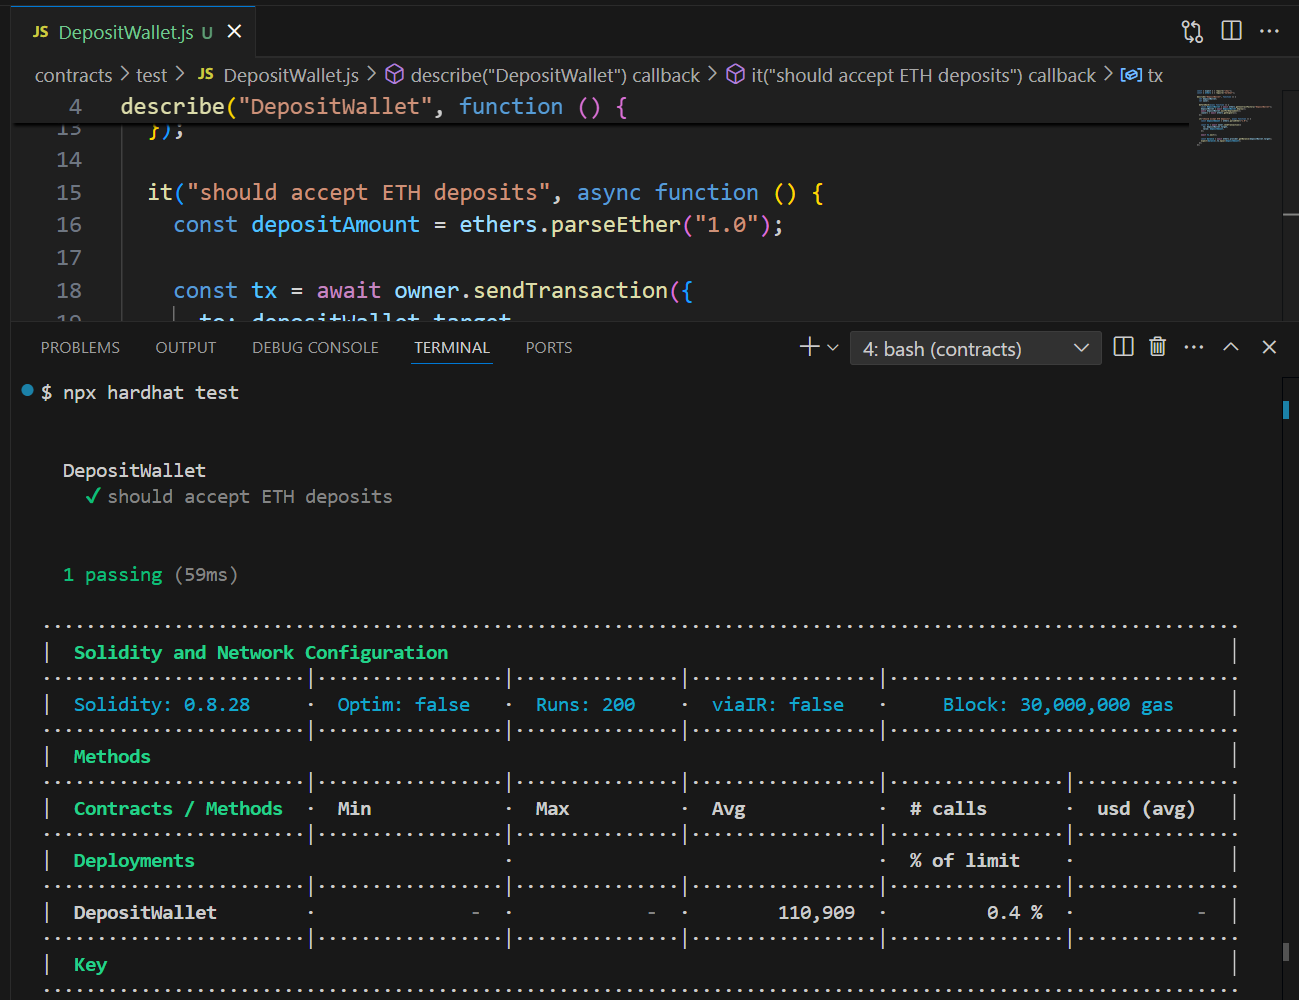 JS DepositWallet.js U
contracts > test > JS DepositWallet.js > describe("DepositWallet") callback > it("should accept ETH deposits") callback > tx
4 describe("DepositWallet", function () {
13 });
14
15 it("should accept ETH deposits", async function () {
16 const depositAmount = ethers.parseEther("1.0");
17
18 const tx = await owner.sendTransaction({
19 to: depositWallet.target,
PROBLEMS OUTPUT DEBUG CONSOLE TERMINAL PORTS 4: bash (contracts)
$ npx hardhat test
DepositWallet
✓ should accept ETH deposits
1 passing (59ms)
| Solidity and Network Configuration |
| Solidity: 0.8.28 · Optim: false · Runs: 200 · viaIR: false · Block: 30,000,000 gas |
| Methods |
| Contracts / Methods · Min · Max · Avg · # calls · usd (avg) |
| Deployments · · % of limit · |
| DepositWallet · - · - · 110,909 · 0.4 % · - |
| Key |